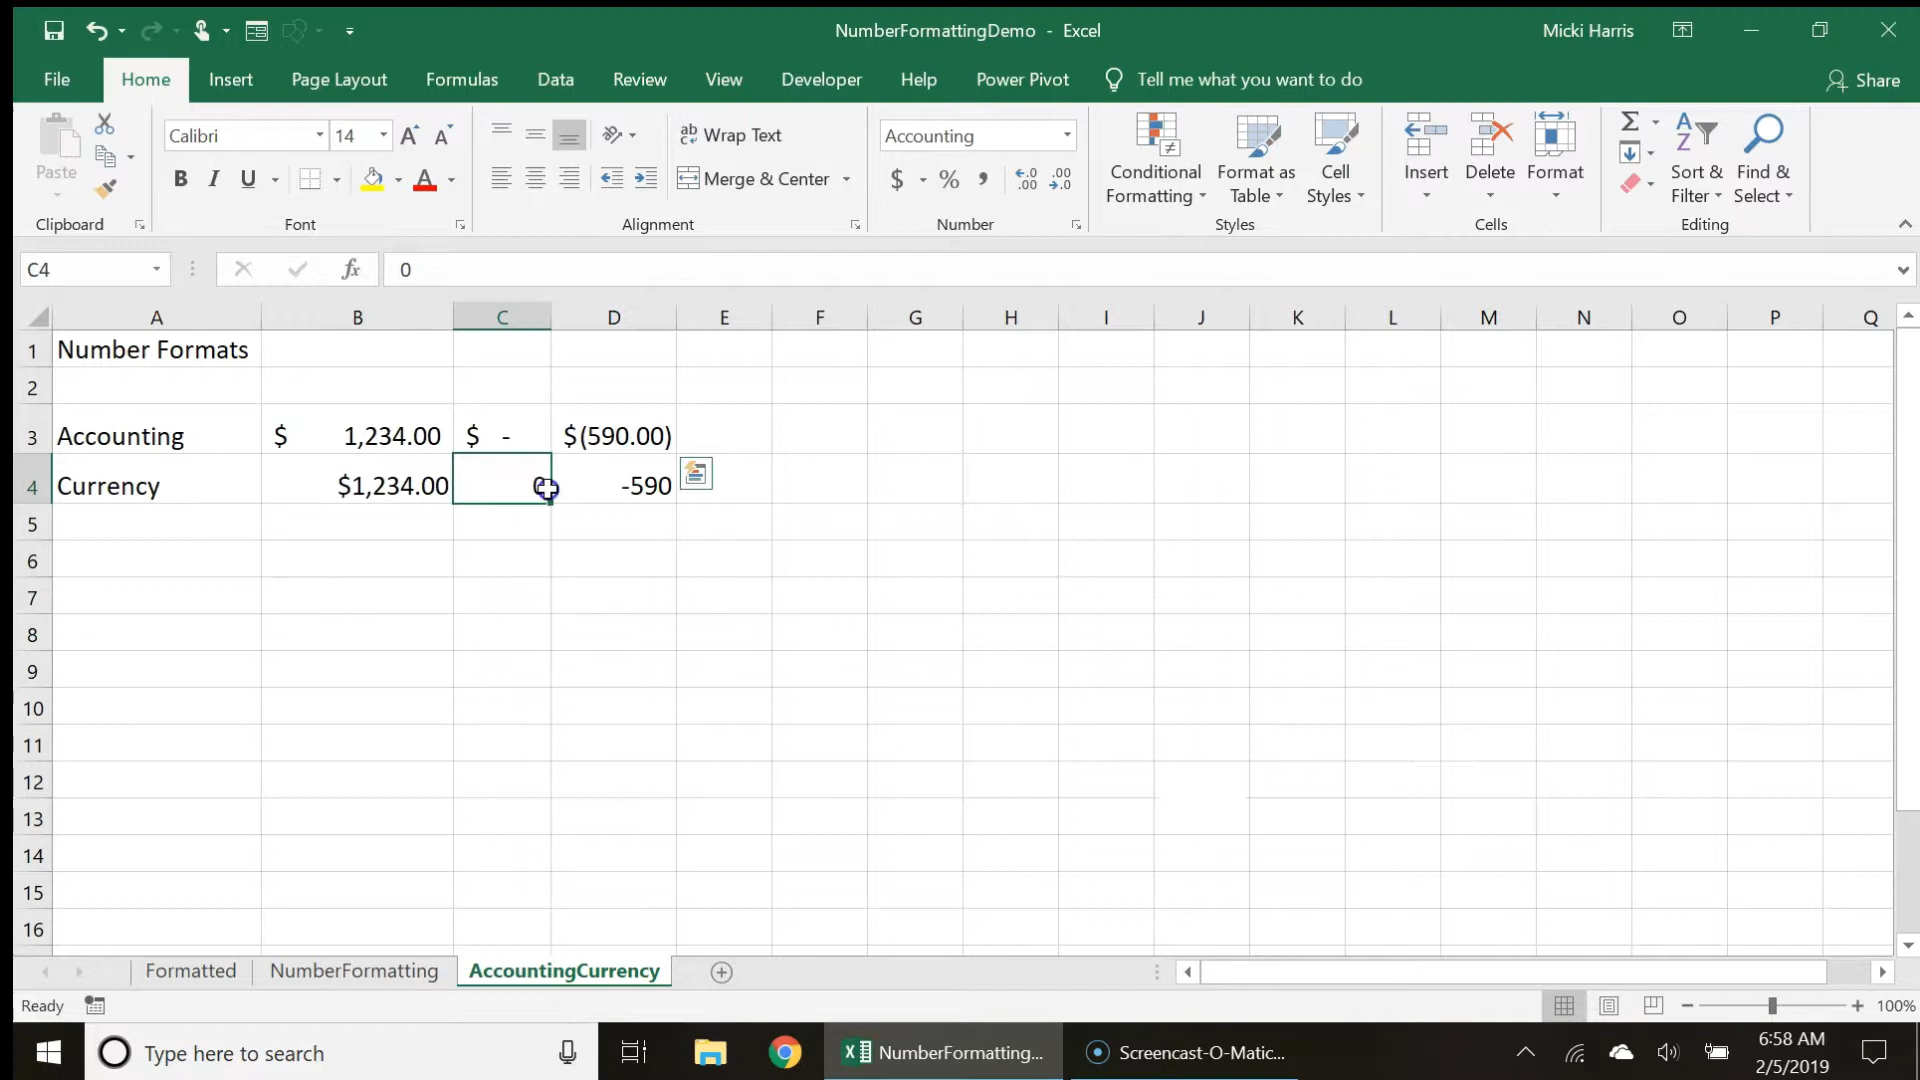 NumberFormattingDemo - Excel
Micki Harris
File Home Insert Page Layout Formulas Data Review View Developer Help Power Pivot Tell me what you want to do Share
Paste
Clipboard
Calibri 14
B I U
Font
ab Wrap Text
Merge & Center
Alignment
Accounting
$ % ,
Number
Conditional Formatting
Format as Table
Cell Styles
Styles
Insert Delete Format
Cells
Sort & Filter
Find & Select
Editing
C4 fx 0
A B C D E F G H I J K L M N O P Q
1 Number Formats
2
3 Accounting $ 1,234.00 $ - $(590.00)
4 Currency $1,234.00 0 -590
5
6
7
8
9
10
11
12
13
14
15
16
Formatted NumberFormatting AccountingCurrency
Ready 100%
Type here to search NumberFormatting... Screencast-O-Matic... 6:58 AM
2/5/2019